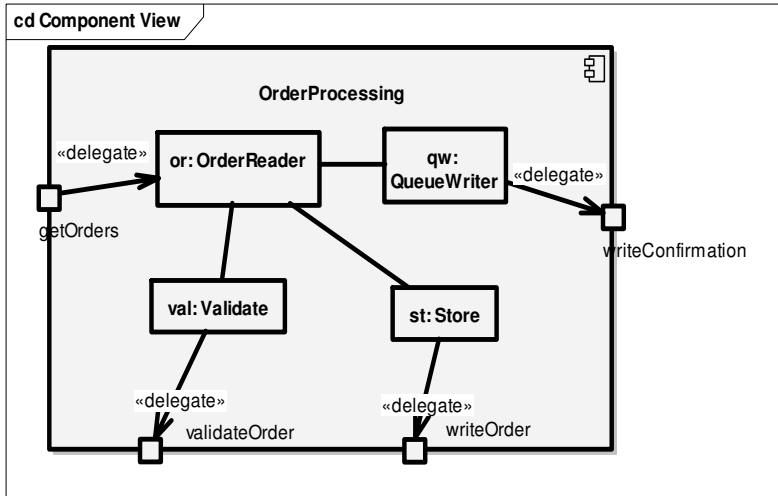 cd Component View
OrderProcessing
«delegate»
or: OrderReader
qw:
QueueWriter
«delegate»
getOrders
writeConfirmation
val: Validate
st: Store
«delegate»
«delegate»
validateOrder
writeOrder